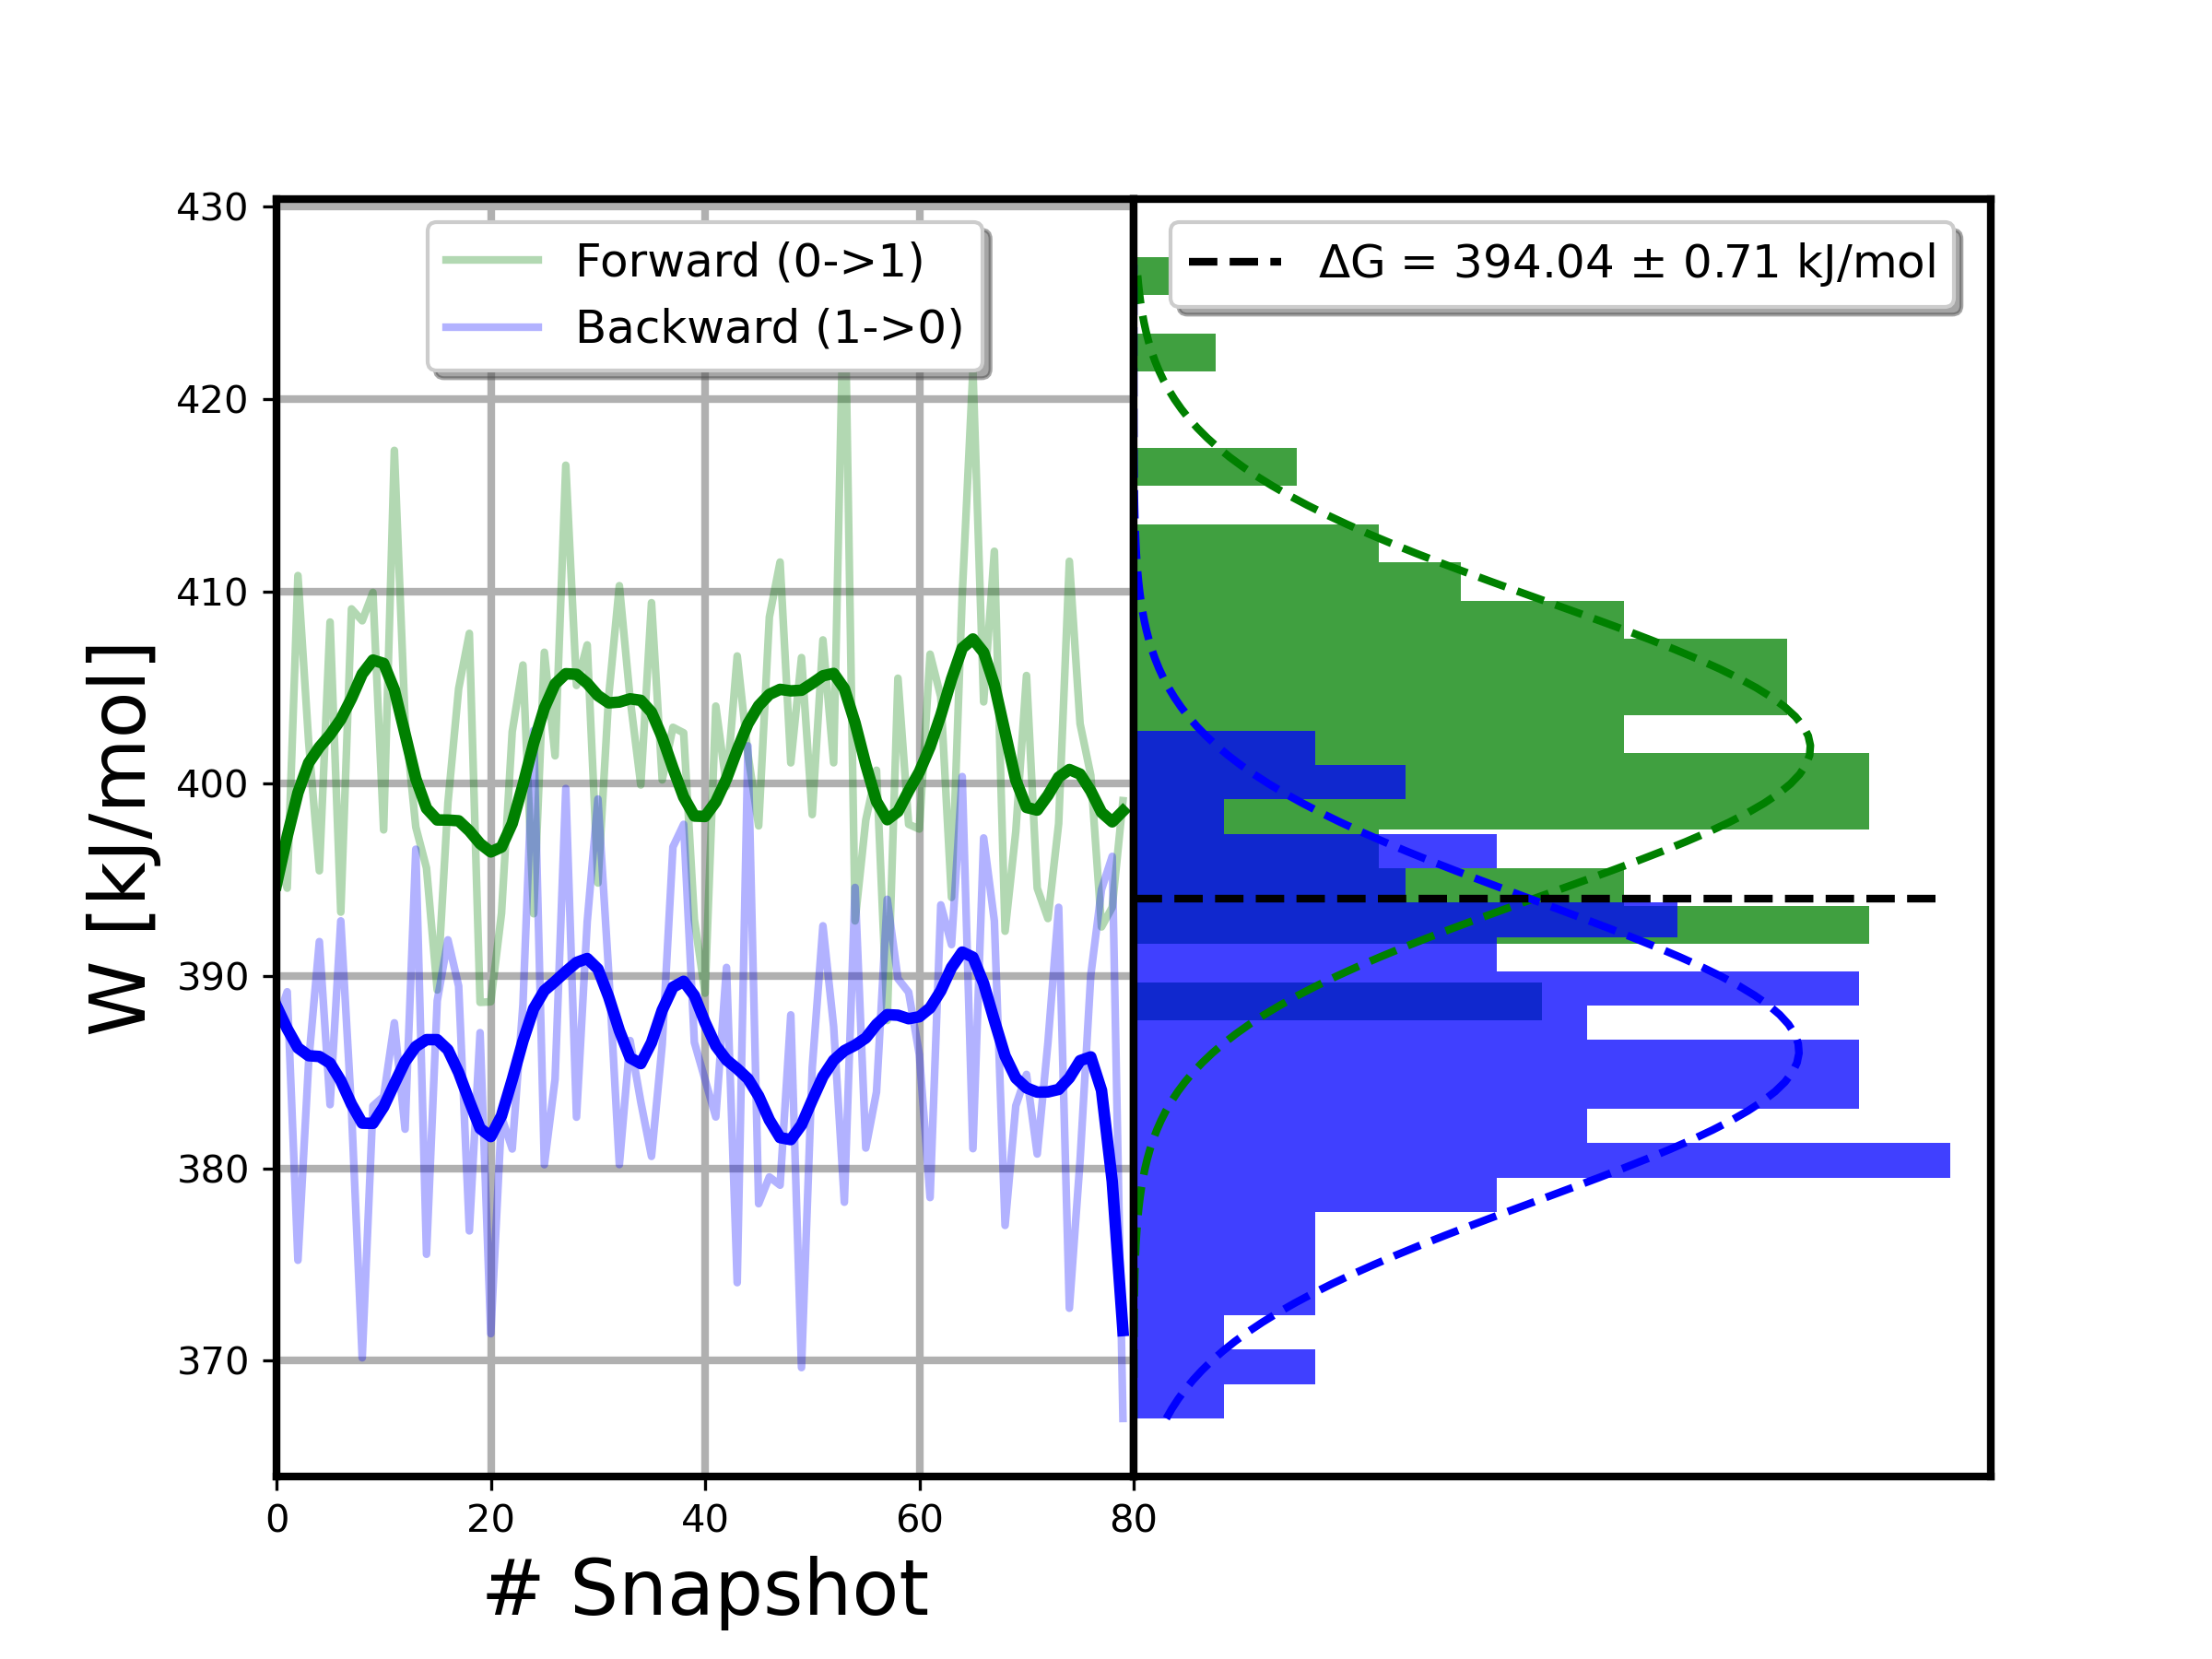 430
420
410
400
390
380
370
W [kJ/mol]
Forward (0->1)
Backward (1->0)
ΔG = 394.04 ± 0.71 kJ/mol
0 20 40 60 80
# Snapshot